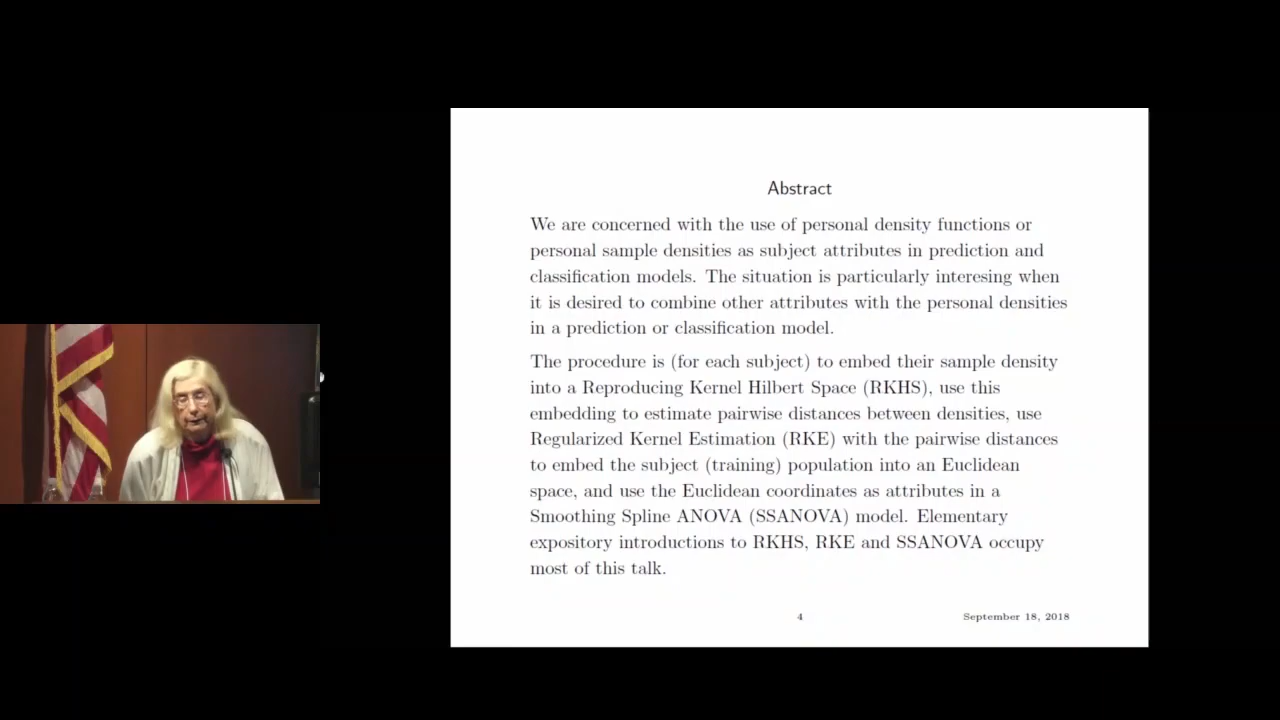 Abstract
We are concerned with the use of personal density functions or
personal sample densities as subject attributes in prediction and
classification models. The situation is particularly interesing when
it is desired to combine other attributes with the personal densities
in a prediction or classification model.
The procedure is (for each subject) to embed their sample density
into a Reproducing Kernel Hilbert Space (RKHS), use this
embedding to estimate pairwise distances between densities, use
Regularized Kernel Estimation (RKE) with the pairwise distances
to embed the subject (training) population into an Euclidean
space, and use the Euclidean coordinates as attributes in a
Smoothing Spline ANOVA (SSANOVA) model. Elementary
expository introductions to RKHS, RKE and SSANOVA occupy
most of this talk.
4 September 18, 2018